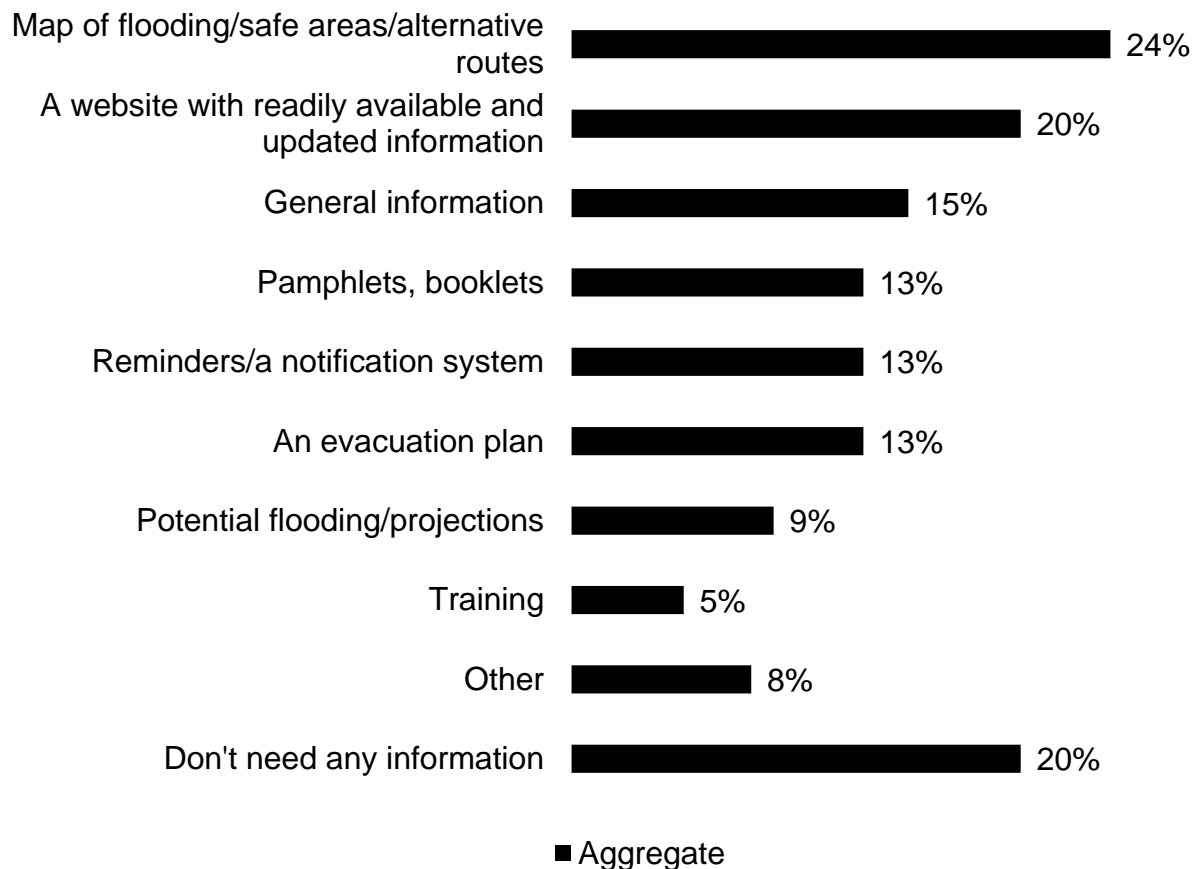 Map of flooding/safe areas/alternative
routes
24%
A website with readily available and
updated information
20%
General information
15%
Pamphlets, booklets
13%
Reminders/a notification system
13%
An evacuation plan
13%
Potential flooding/projections
9%
Training
5%
Other
8%
Don't need any information
20%
Aggregate